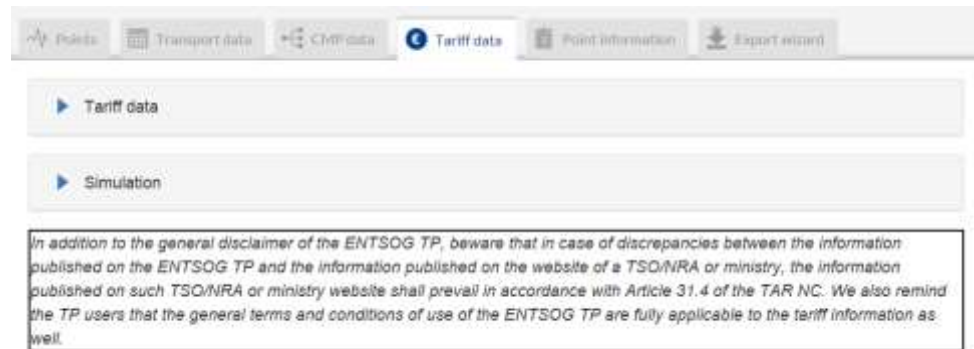 Points Transport data CMP data Tariff data Point information Export wizard
Tariff data
Simulation
In addition to the general disclaimer of the ENTSOG TP, beware that in case of discrepancies between the information
published on the ENTSOG TP and the information published on the website of a TSO/NRA or ministry, the information
published on such TSO/NRA or ministry website shall prevail in accordance with Article 31.4 of the TAR NC. We also remind
the TP users that the general terms and conditions of use of the ENTSOG TP are fully applicable to the tariff information as
well.